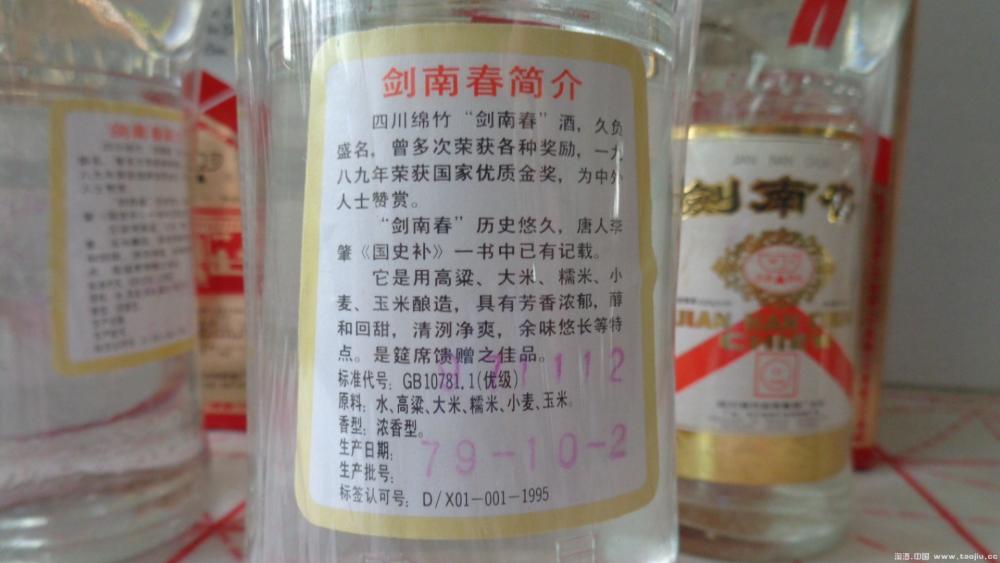 剑南春简介
四川绵竹“剑南春”酒，久负
盛名，曾多次荣获各种奖励，一九
八九年荣获国家优质金奖，为中外
人士赞赏。
“剑南春”历史悠久，唐人李
肇《国史补》一书中已有记载。
它是用高粱、大米、糯米、小
麦、玉米酿造，具有芳香浓郁，醇
和回甜，清洌净爽，余味悠长等特
点。是筵席馈赠之佳品。
971112
标准代号：GB10781.1(优级)
原料：水、高粱、大米、糯米、小麦、玉米。
香型：浓香型。
生产日期：
79-10-2
生产批号：
标签认可号：D/X01-001-1995
剑南春
JIAN NAN CHUN
CHIEW
淘酒.中国 www.taojiu.cc